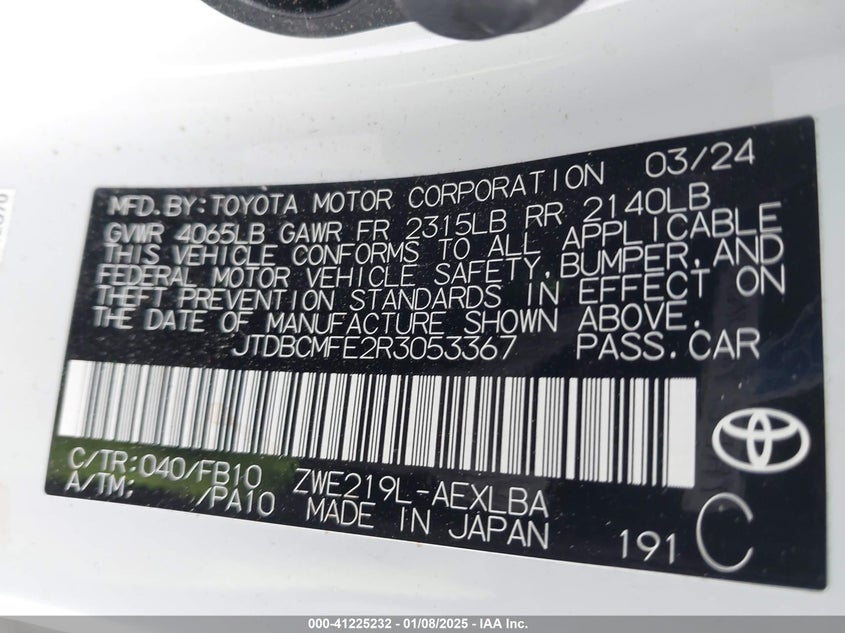 MFD. BY: TOYOTA MOTOR CORPORATION 03/24
GVWR 4065LB GAWR FR 2315LB RR 2140LB
THIS VEHICLE CONFORMS TO ALL APPLICABLE
FEDERAL MOTOR VEHICLE SAFETY, BUMPER, AND
THEFT PREVENTION STANDARDS IN EFFECT ON
THE DATE OF MANUFACTURE SHOWN ABOVE.
JTDBCMFE2R3053367 PASS. CAR
C/TR: 040/FB10 ZWE219L-AEXLBA
A/TM: /PA10 MADE IN JAPAN 191 C
000-41225232 - 01/08/2025 - IAAI.COM